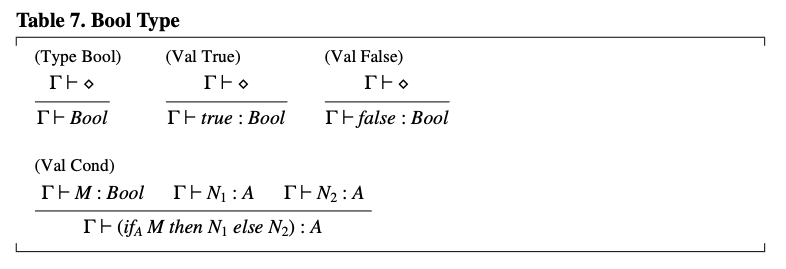 Table 7. Bool Type
(Type Bool) (Val True) (Val False)
Γ ⊢ ⋄ Γ ⊢ ⋄ Γ ⊢ ⋄
Γ ⊢ Bool Γ ⊢ true : Bool Γ ⊢ false : Bool
(Val Cond)
Γ ⊢ M : Bool Γ ⊢ N₁ : A Γ ⊢ N₂ : A
Γ ⊢ (if_A M then N₁ else N₂) : A